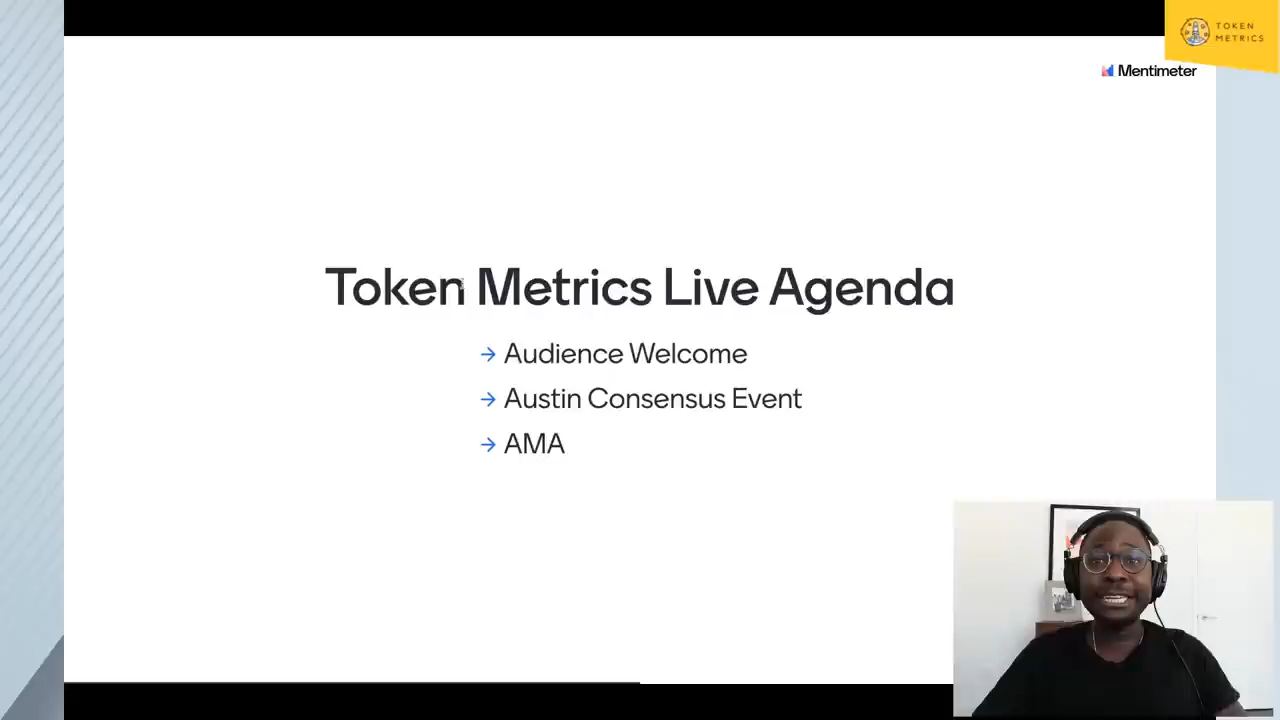 TOKEN
METRICS
Mentimeter
Token Metrics Live Agenda
→ Audience Welcome
→ Austin Consensus Event
→ AMA